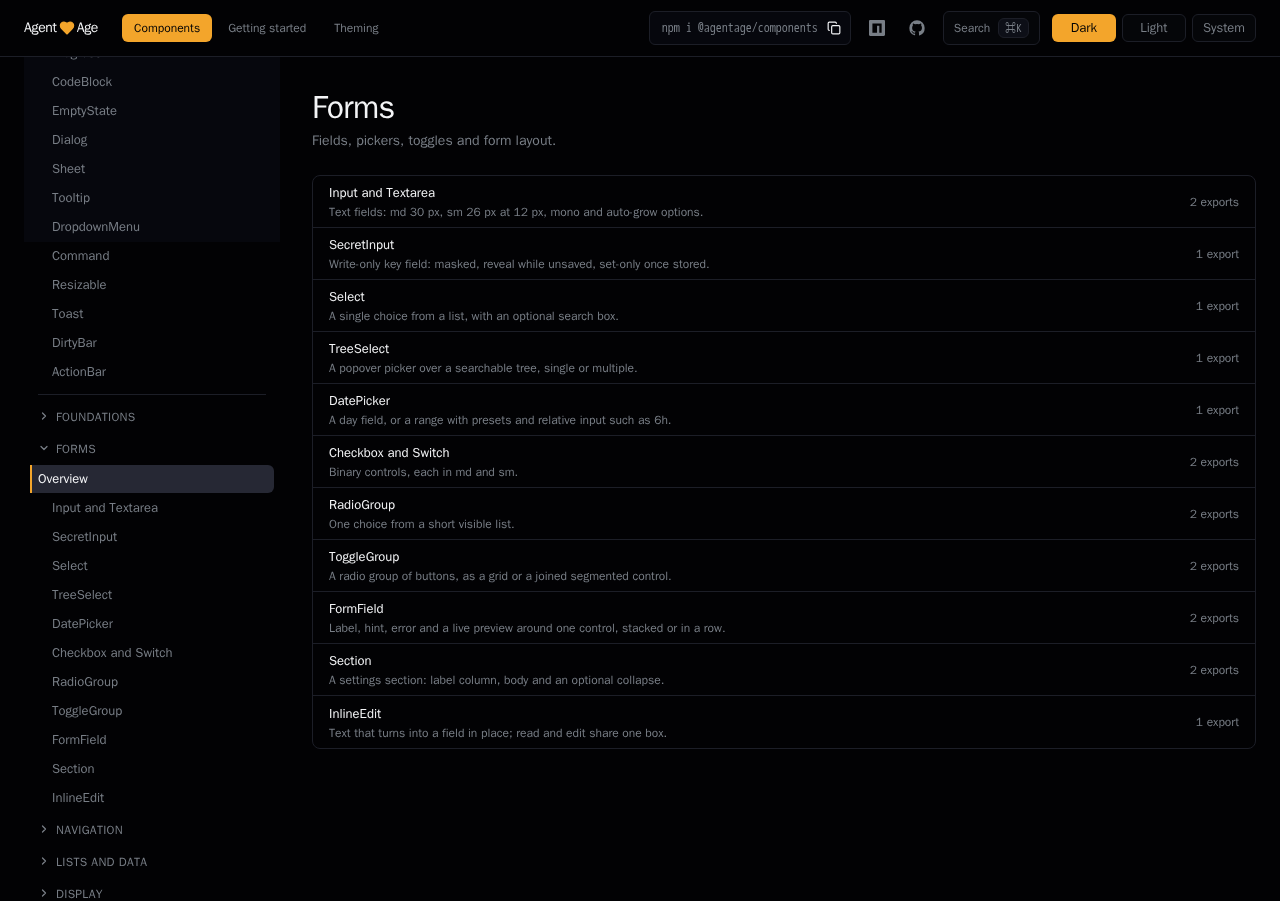 Agent Age
Components
Getting started
Theming
npm i @agentage/components
Search ⌘K
Dark
Light
System
CodeBlock
EmptyState
Dialog
Sheet
Tooltip
DropdownMenu
Command
Resizable
Toast
DirtyBar
ActionBar
FOUNDATIONS
FORMS
Overview
Input and Textarea
SecretInput
Select
TreeSelect
DatePicker
Checkbox and Switch
RadioGroup
ToggleGroup
FormField
Section
InlineEdit
NAVIGATION
LISTS AND DATA
DISPLAY
Forms
Fields, pickers, toggles and form layout.
Input and Textarea
Text fields: md 30 px, sm 26 px at 12 px, mono and auto-grow options.
2 exports
SecretInput
Write-only key field: masked, reveal while unsaved, set-only once stored.
1 export
Select
A single choice from a list, with an optional search box.
1 export
TreeSelect
A popover picker over a searchable tree, single or multiple.
1 export
DatePicker
A day field, or a range with presets and relative input such as 6h.
1 export
Checkbox and Switch
Binary controls, each in md and sm.
2 exports
RadioGroup
One choice from a short visible list.
2 exports
ToggleGroup
A radio group of buttons, as a grid or a joined segmented control.
2 exports
FormField
Label, hint, error and a live preview around one control, stacked or in a row.
2 exports
Section
A settings section: label column, body and an optional collapse.
2 exports
InlineEdit
Text that turns into a field in place; read and edit share one box.
1 export